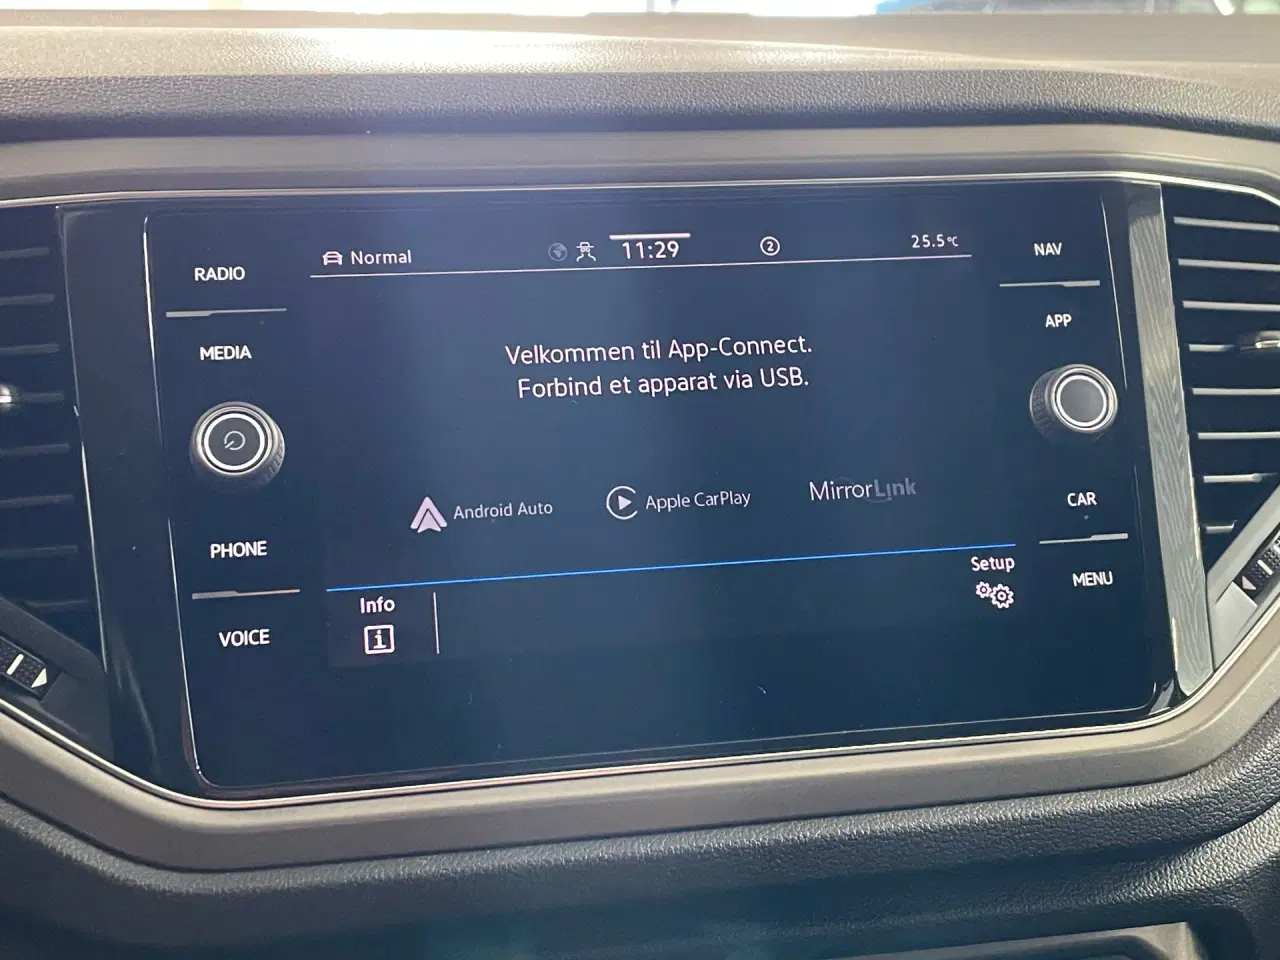 RADIO
MEDIA
PHONE
VOICE
Normal
11:29
2
25.5°C
Velkommen til App-Connect.
Forbind et apparat via USB.
Android Auto
Apple CarPlay
MirrorLink
Info
i
Setup
NAV
APP
CAR
MENU